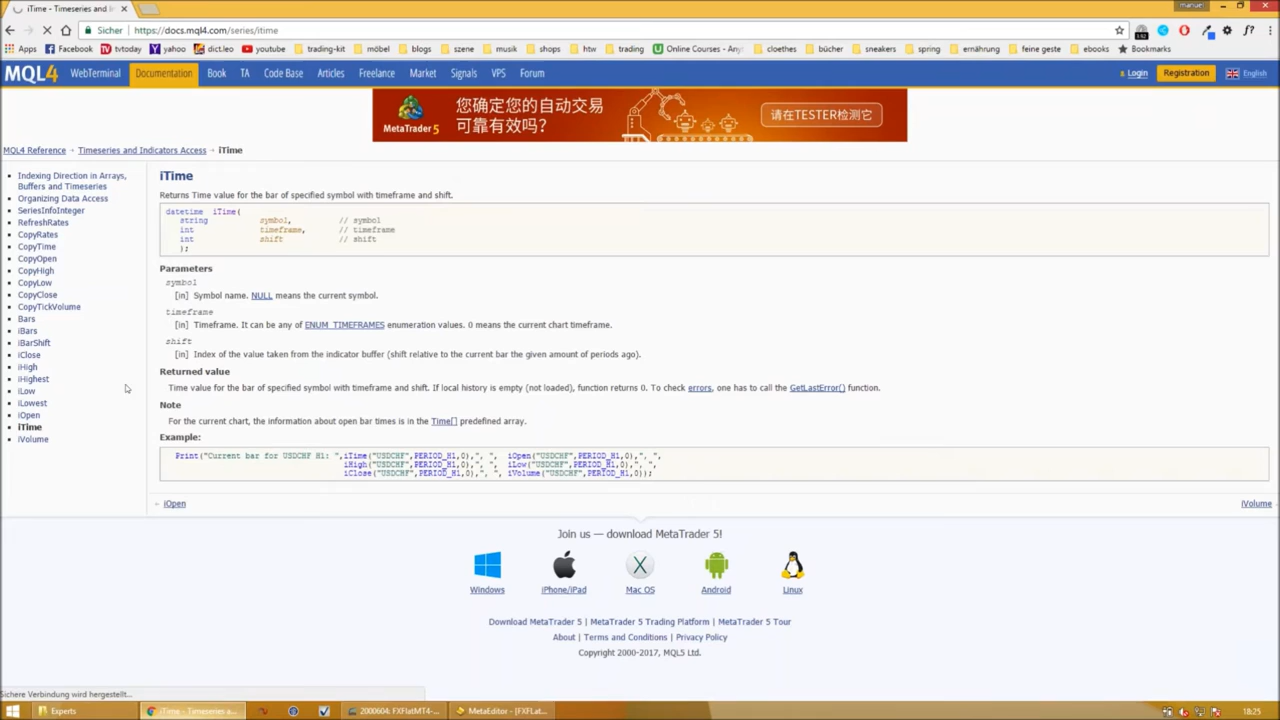 iTime - Timeseries and In
manuel
Sicher
https://docs.mql4.com/series/itime
Apps Facebook tvtoday yahoo dict.leo youtube trading-kit möbel blogs szene musik shops htw trading Online Courses - Any cloethes bücher sneakers spring ernährung feine geste ebooks Bookmarks
MQL4 WebTerminal Documentation Book TA Code Base Articles Freelance Market Signals VPS Forum Login Registration English
MetaTrader 5
您确定您的自动交易
可靠有效吗?
请在TESTER检测它
MQL4 Reference Timeseries and Indicators Access iTime
Indexing Direction in Arrays,
Buffers and Timeseries
Organizing Data Access
SeriesInfoInteger
RefreshRates
CopyRates
CopyTime
CopyOpen
CopyHigh
CopyLow
CopyClose
CopyTickVolume
Bars
iBars
iBarShift
iClose
iHigh
iHighest
iLow
iLowest
iOpen
iTime
iVolume
iTime
Returns Time value for the bar of specified symbol with timeframe and shift.
datetime iTime(
string symbol, // symbol
int timeframe, // timeframe
int shift // shift
);
Parameters
symbol
[in] Symbol name. NULL means the current symbol.
timeframe
[in] Timeframe. It can be any of ENUM_TIMEFRAMES enumeration values. 0 means the current chart timeframe.
shift
[in] Index of the value taken from the indicator buffer (shift relative to the current bar the given amount of periods ago).
Returned value
Time value for the bar of specified symbol with timeframe and shift. If local history is empty (not loaded), function returns 0. To check errors, one has to call the GetLastError() function.
Note
For the current chart, the information about open bar times is in the Time[] predefined array.
Example:
Print("Current bar for USDCHF H1: ",iTime("USDCHF",PERIOD_H1,0),", ", iOpen("USDCHF",PERIOD_H1,0),", ",
iHigh("USDCHF",PERIOD_H1,0),", ", iLow("USDCHF",PERIOD_H1,0),", ",
iClose("USDCHF",PERIOD_H1,0),", ", iVolume("USDCHF",PERIOD_H1,0));
iOpen
iVolume
Join us — download MetaTrader 5!
Windows iPhone/iPad Mac OS Android Linux
Download MetaTrader 5 | MetaTrader 5 Trading Platform | MetaTrader 5 Tour
About | Terms and Conditions | Privacy Policy
Copyright 2000-2017, MQL5 Ltd.
Sichere Verbindung wird hergestellt...
Experts
iTime - Timeseries a...
2000604: FXFlatMT4-...
MetaEditor - [FXFLat...
18:25